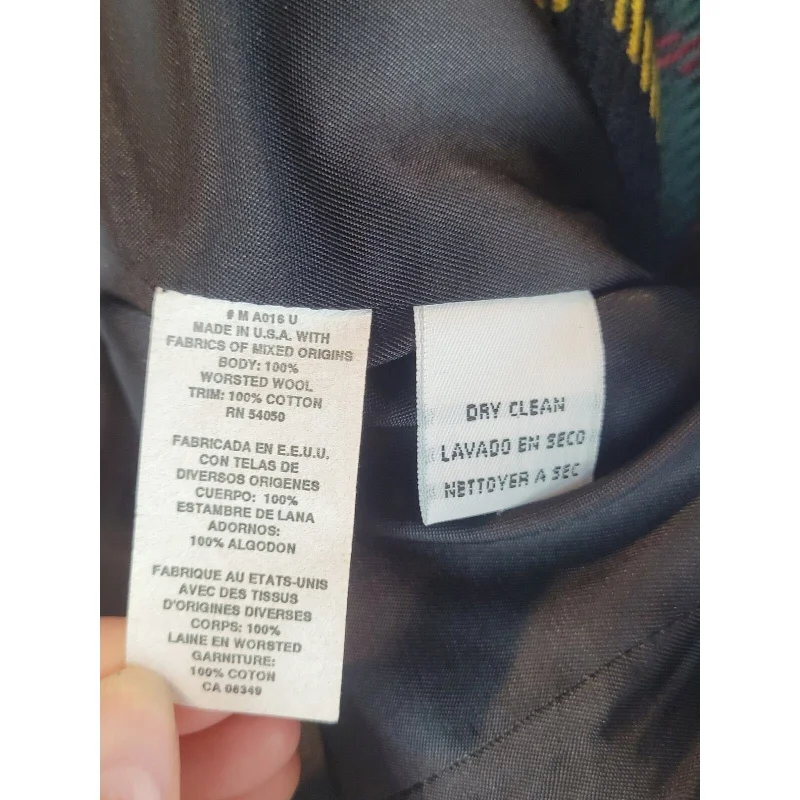 # M A016 U
MADE IN U.S.A. WITH
FABRICS OF MIXED ORIGINS
BODY: 100%
WORSTED WOOL
TRIM: 100% COTTON
RN 54050
FABRICADA EN E.E.U.U.
CON TELAS DE
DIVERSOS ORIGENES
CUERPO: 100%
ESTAMBRE DE LANA
ADORNOS:
100% ALGODON
FABRIQUE AU ETATS-UNIS
AVEC DES TISSUS
D'ORIGINES DIVERSES
CORPS: 100%
LAINE EN WORSTED
GARNITURE:
100% COTON
CA 06349
DRY CLEAN
LAVADO EN SECO
NETTOYER A SEC